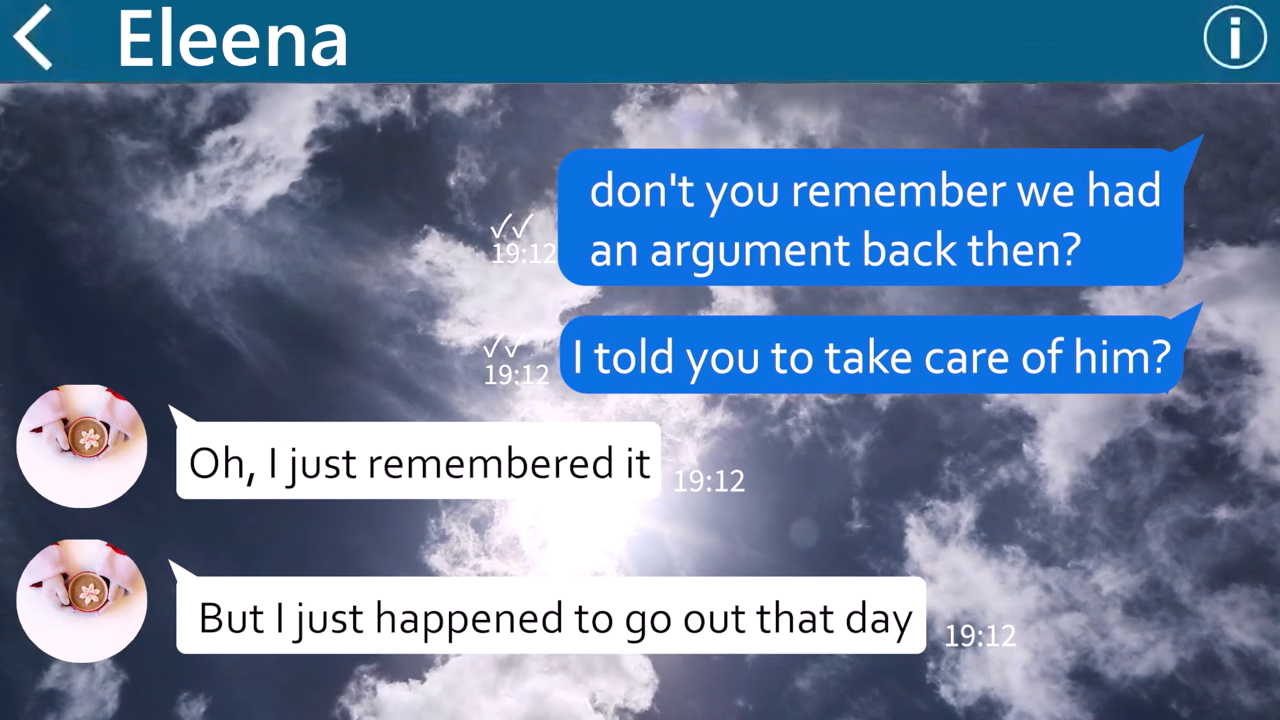 Eleena
don't you remember we had
an argument back then?
✓✓
19:12
I told you to take care of him?
✓✓
19:12
Oh, I just remembered it
19:12
But I just happened to go out that day
19:12